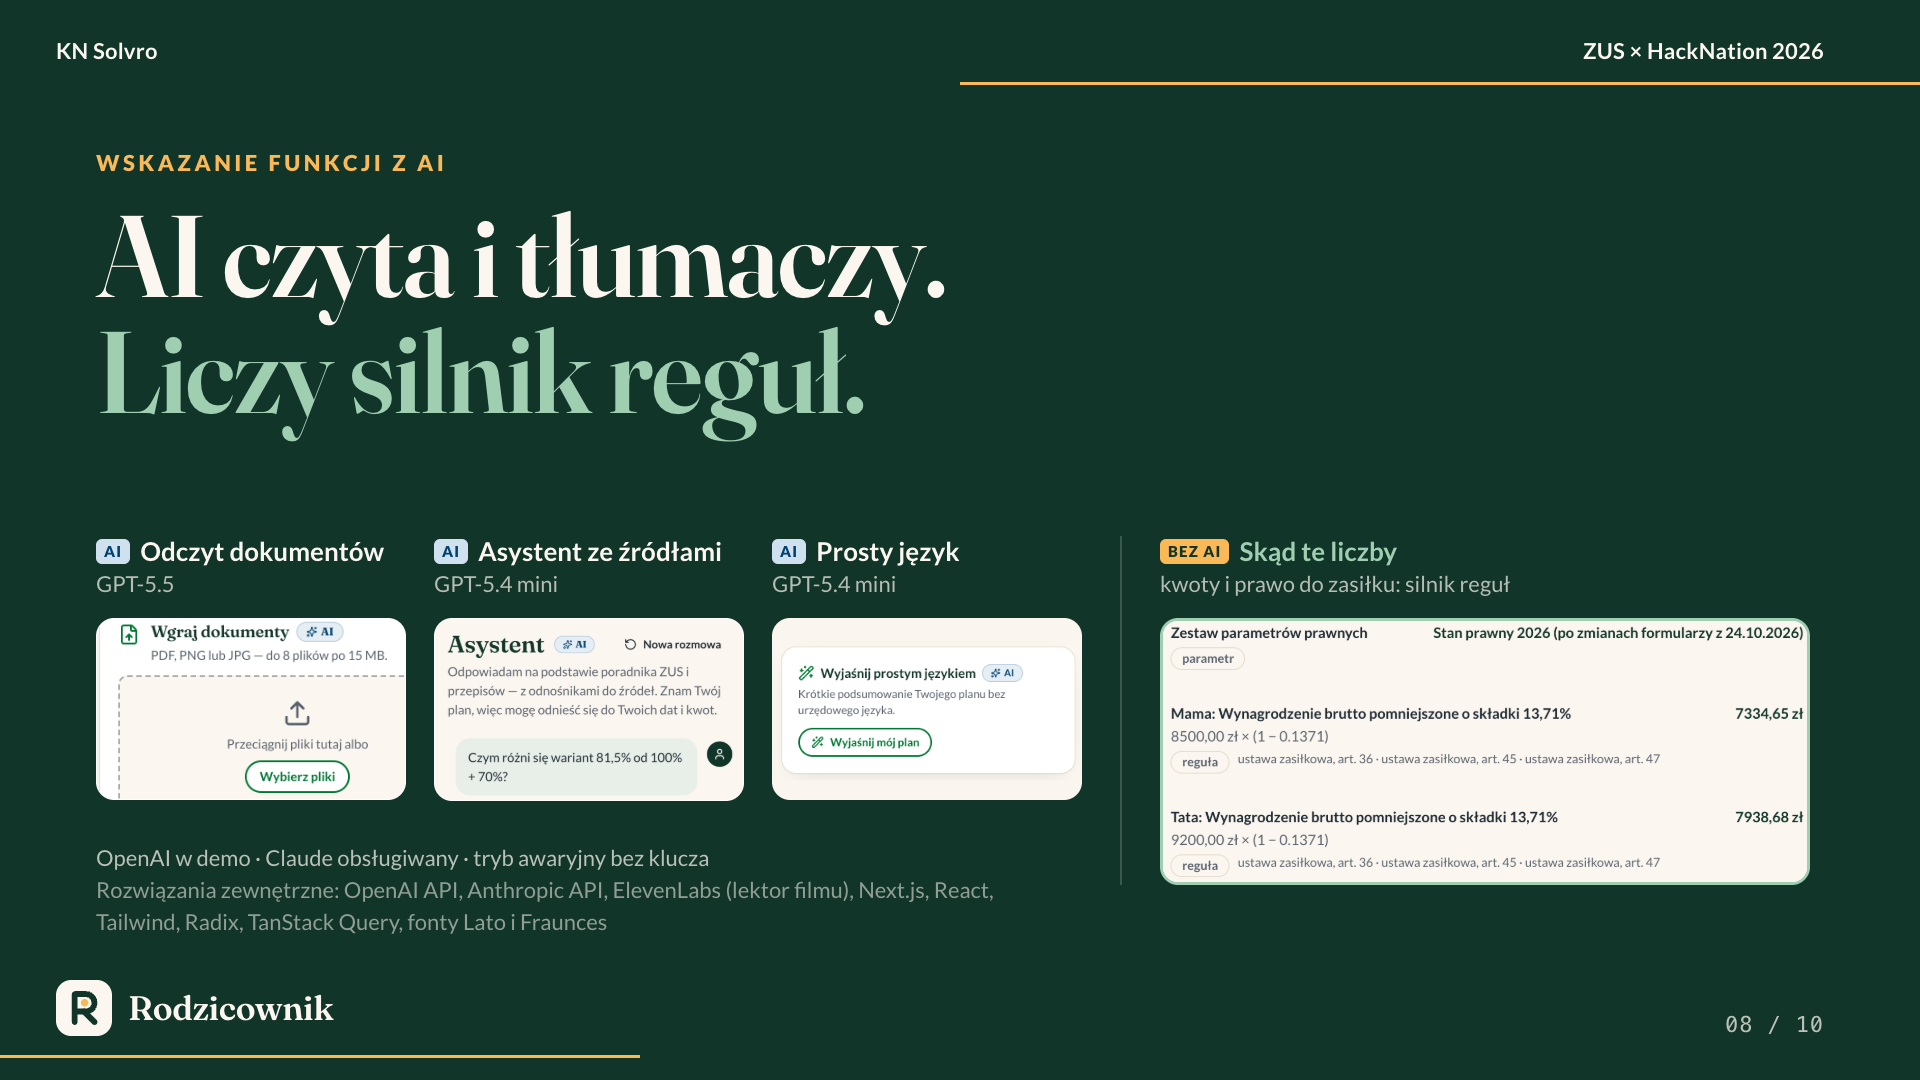 KN Solvro
ZUS × HackNation 2026
WSKAZANIE FUNKCJI Z AI
AI czyta i tłumaczy.
Liczy silnik reguł.
AI Odczyt dokumentów
GPT-5.5
Wgraj dokumenty AI
PDF, PNG lub JPG — do 8 plików po 15 MB.
Przeciągnij pliki tutaj albo
Wybierz pliki
AI Asystent ze źródłami
GPT-5.4 mini
Asystent AI Nowa rozmowa
Odpowiadam na podstawie poradnika ZUS i
przepisów — z odnośnikami do źródeł. Znam Twój
plan, więc mogę odnieść się do Twoich dat i kwot.
Czym różni się wariant 81,5% od 100%
+ 70%?
AI Prosty język
GPT-5.4 mini
Wyjaśnij prostym językiem AI
Krótkie podsumowanie Twojego planu bez
urzędowego języka.
Wyjaśnij mój plan
BEZ AI Skąd te liczby
kwoty i prawo do zasiłku: silnik reguł
Zestaw parametrów prawnych Stan prawny 2026 (po zmianach formularzy z 24.10.2026)
parametr
Mama: Wynagrodzenie brutto pomniejszone o składki 13,71% 7334,65 zł
8500,00 zł × (1 − 0.1371)
reguła ustawa zasiłkowa, art. 36 · ustawa zasiłkowa, art. 45 · ustawa zasiłkowa, art. 47
Tata: Wynagrodzenie brutto pomniejszone o składki 13,71% 7938,68 zł
9200,00 zł × (1 − 0.1371)
reguła ustawa zasiłkowa, art. 36 · ustawa zasiłkowa, art. 45 · ustawa zasiłkowa, art. 47
OpenAI w demo · Claude obsługiwany · tryb awaryjny bez klucza
Rozwiązania zewnętrzne: OpenAI API, Anthropic API, ElevenLabs (lektor filmu), Next.js, React,
Tailwind, Radix, TanStack Query, fonty Lato i Fraunces
R Rodzicownik
08 / 10